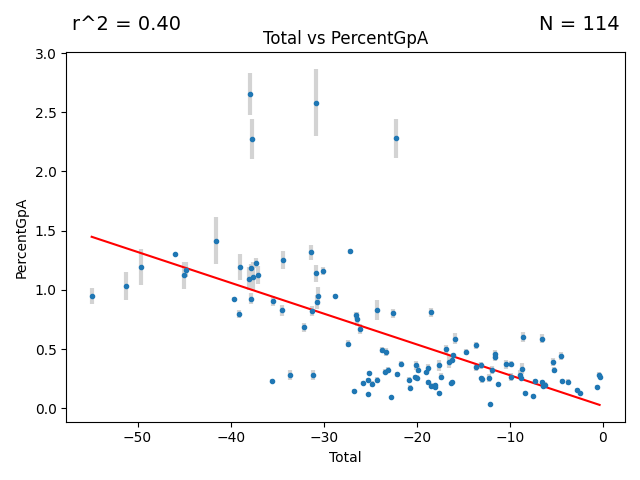 r^2 = 0.40
N = 114
Total vs PercentGpA
PercentGpA
3.0
2.5
2.0
1.5
1.0
0.5
0.0
−50
−40
−30
−20
−10
0
Total